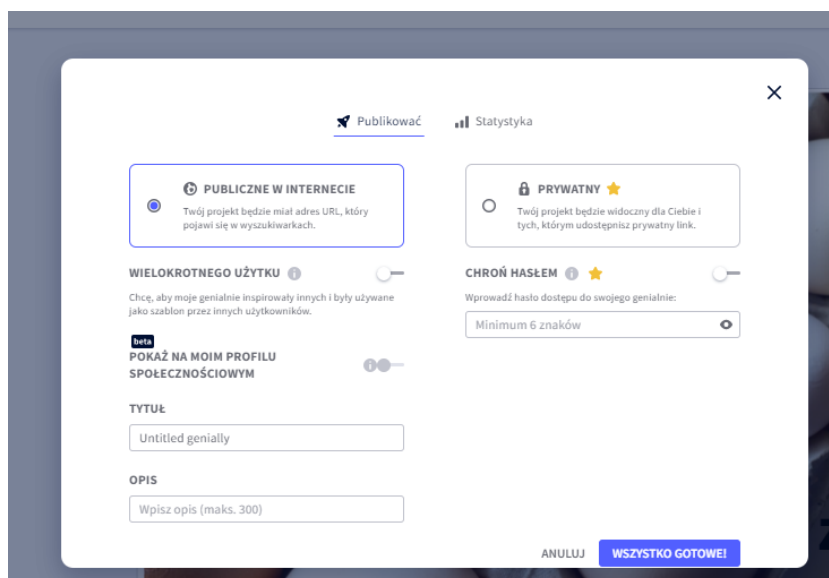 Publikować
Statystyka
PUBLICZNE W INTERNECIE
Twój projekt będzie miał adres URL, który
pojawi się w wyszukiwarkach.
PRYWATNY
Twój projekt będzie widoczny dla Ciebie i
tych, którym udostępnisz prywatny link.
WIELOKROTNEGO UŻYTKU
Chcę, aby moje genialnie inspirowały innych i były używane
jako szablon przez innych użytkowników.
CHROŃ HASŁEM
Wprowadź hasło dostępu do swojego genialnie:
Minimum 6 znaków
beta
POKAŻ NA MOIM PROFILU
SPOŁECZNOŚCIOWYM
TYTUŁ
Untitled genially
OPIS
Wpisz opis (maks. 300)
ANULUJ
WSZYSTKO GOTOWE!